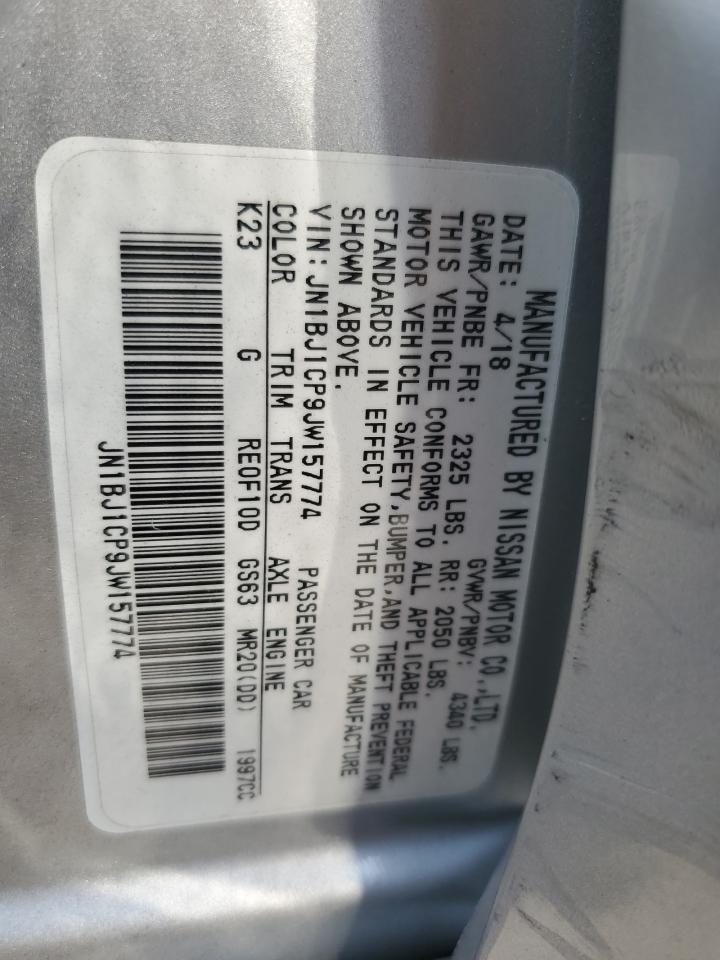 MANUFACTURED BY NISSAN MOTOR CO.,LTD.
DATE: 4/18 GVWR/PNBV: 4340 LBS.
GAWR/PNBE FR: 2325 LBS. RR: 2050 LBS.
THIS VEHICLE CONFORMS TO ALL APPLICABLE FEDERAL
MOTOR VEHICLE SAFETY,BUMPER,AND THEFT PREVENTION
STANDARDS IN EFFECT ON THE DATE OF MANUFACTURE
SHOWN ABOVE.
VIN:JN1BJ1CP9JW157774 PASSENGER CAR
COLOR TRIM TRANS AXLE ENGINE
K23 G RE0F10D GS63 MR20(DD) 1997CC
JN1BJ1CP9JW157774